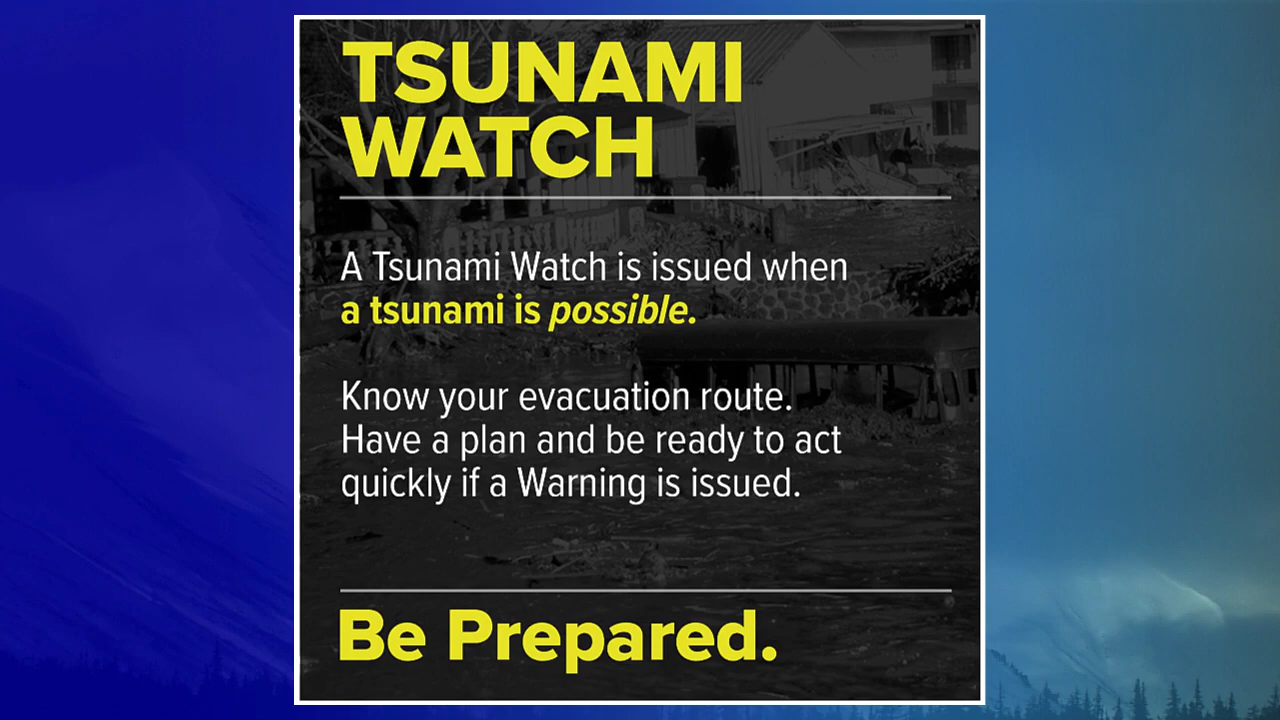 TSUNAMI
WATCH
A Tsunami Watch is issued when
a tsunami is possible.
Know your evacuation route.
Have a plan and be ready to act
quickly if a Warning is issued.
Be Prepared.